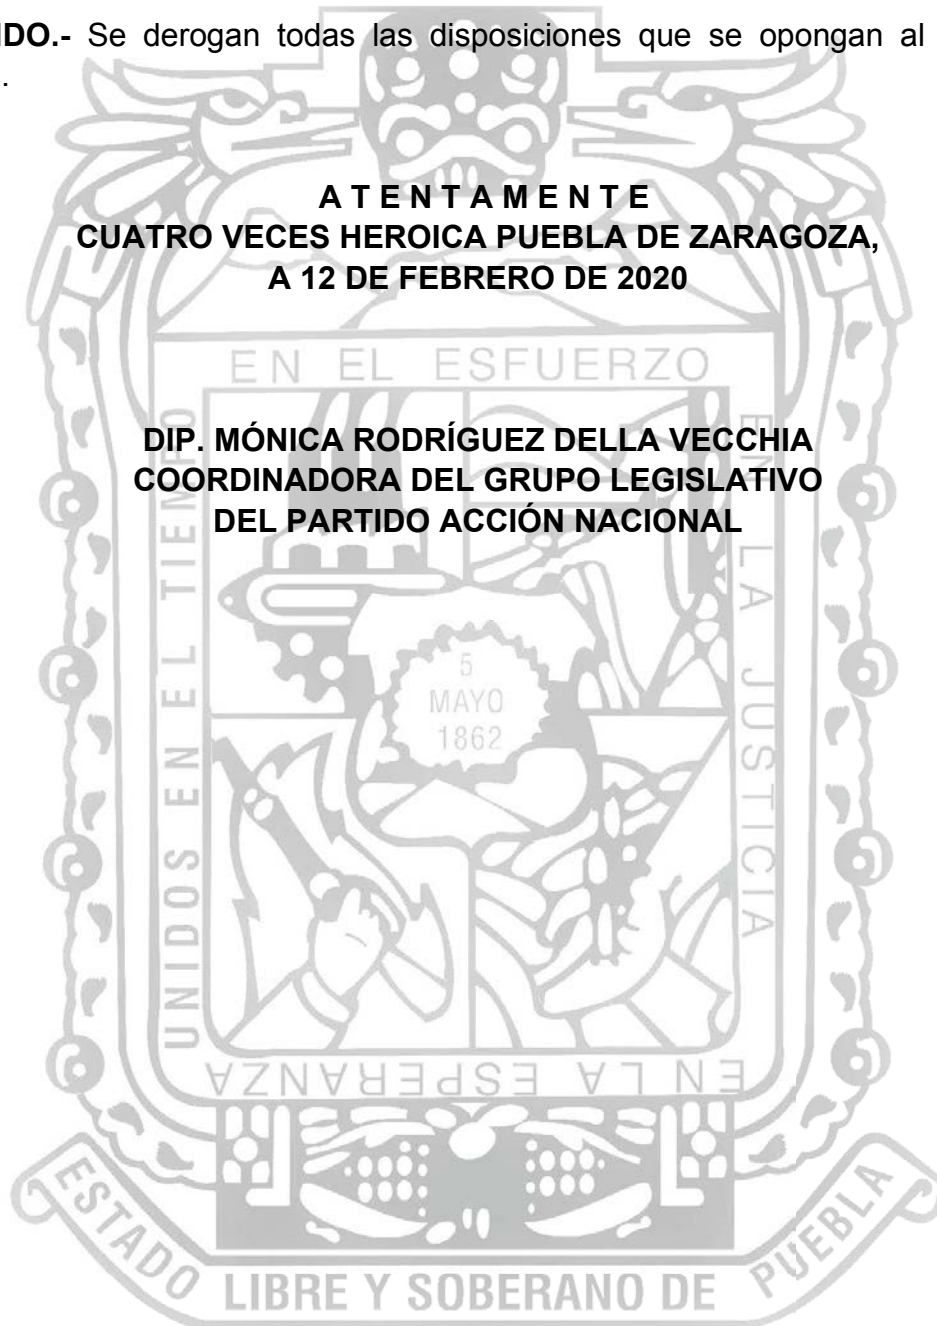 NDO.- Se derogan todas las disposiciones que se opongan al
.
A T E N T A M E N T E
CUATRO VECES HEROICA PUEBLA DE ZARAGOZA,
A 12 DE FEBRERO DE 2020
EN EL ESFUERZO
DIP. MÓNICA RODRÍGUEZ DELLA VECCHIA
COORDINADORA DEL GRUPO LEGISLATIVO
DEL PARTIDO ACCIÓN NACIONAL
UNIDOS EN EL TIEMPO
EN LA JUSTICIA
5
MAYO
1862
EN LA ESPERANZA
ESTADO LIBRE Y SOBERANO DE PUEBLA